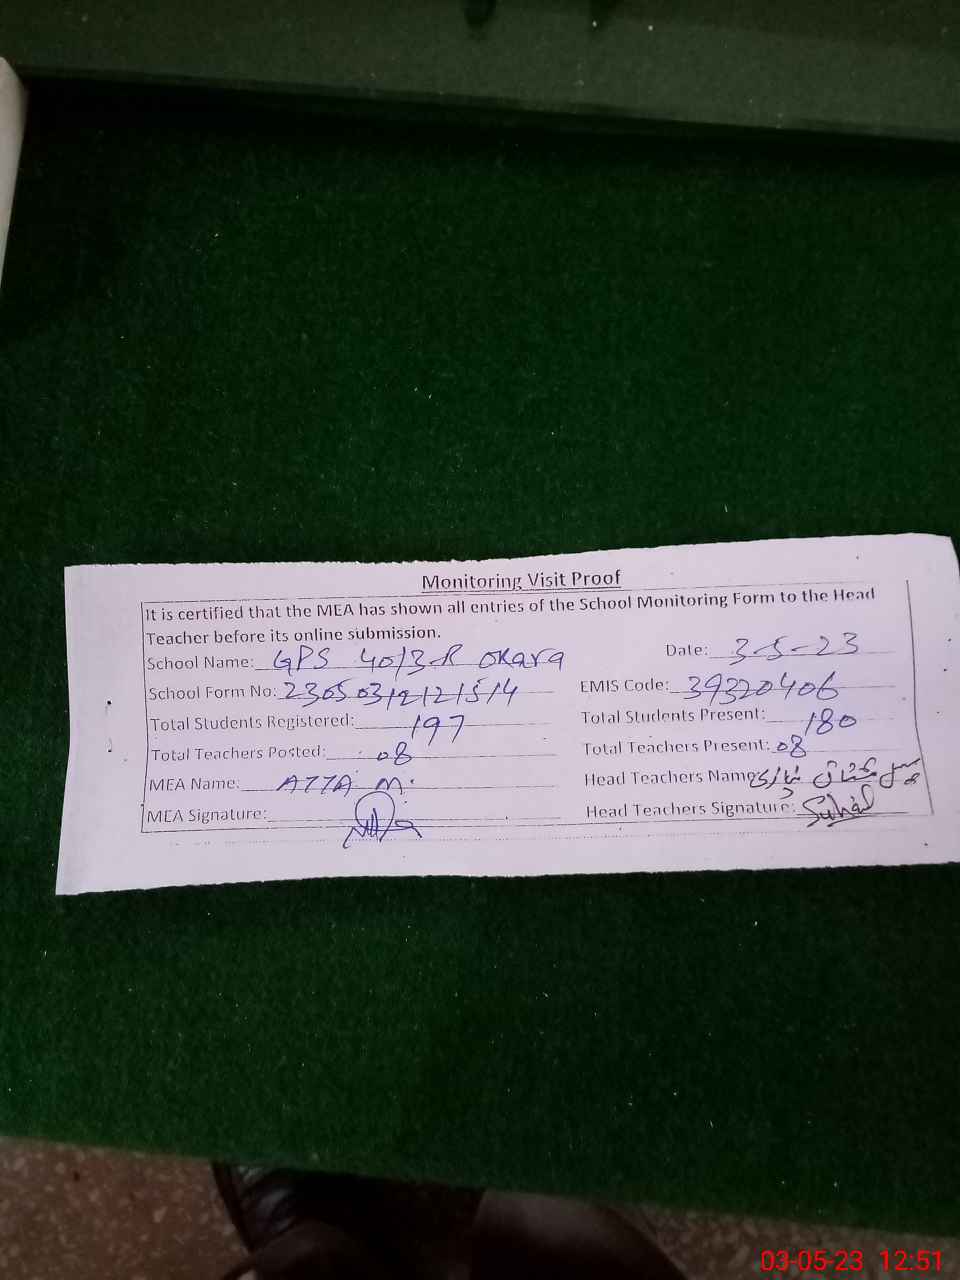 Monitoring Visit Proof
It is certified that the MEA has shown all entries of the School Monitoring Form to the Head
Teacher before its online submission.
School Name: GPS 40/3-R Okara Date: 3-5-23
School Form No: 23050312121514 EMIS Code: 39320406
Total Students Registered: 197 Total Students Present: 180
Total Teachers Posted: 08 Total Teachers Present: 08
MEA Name: ATTA M. Head Teachers Name:
MEA Signature: Head Teachers Signature: Suhail
03-05-23 12:51